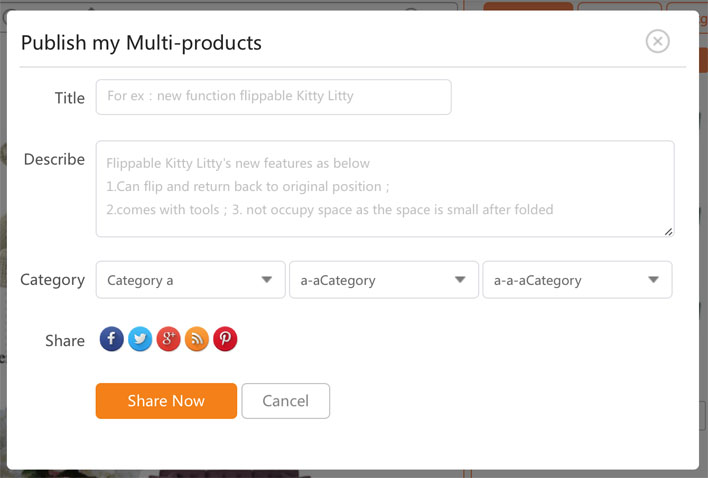 Publish my Multi-products
Title
For ex : new function flippable Kitty Litty
Describe
Flippable Kitty Litty's new features as below
1.Can flip and return back to original position ;
2.comes with tools ; 3. not occupy space as the space is small after folded
Category
Category a
a-aCategory
a-a-aCategory
Share
Share Now
Cancel